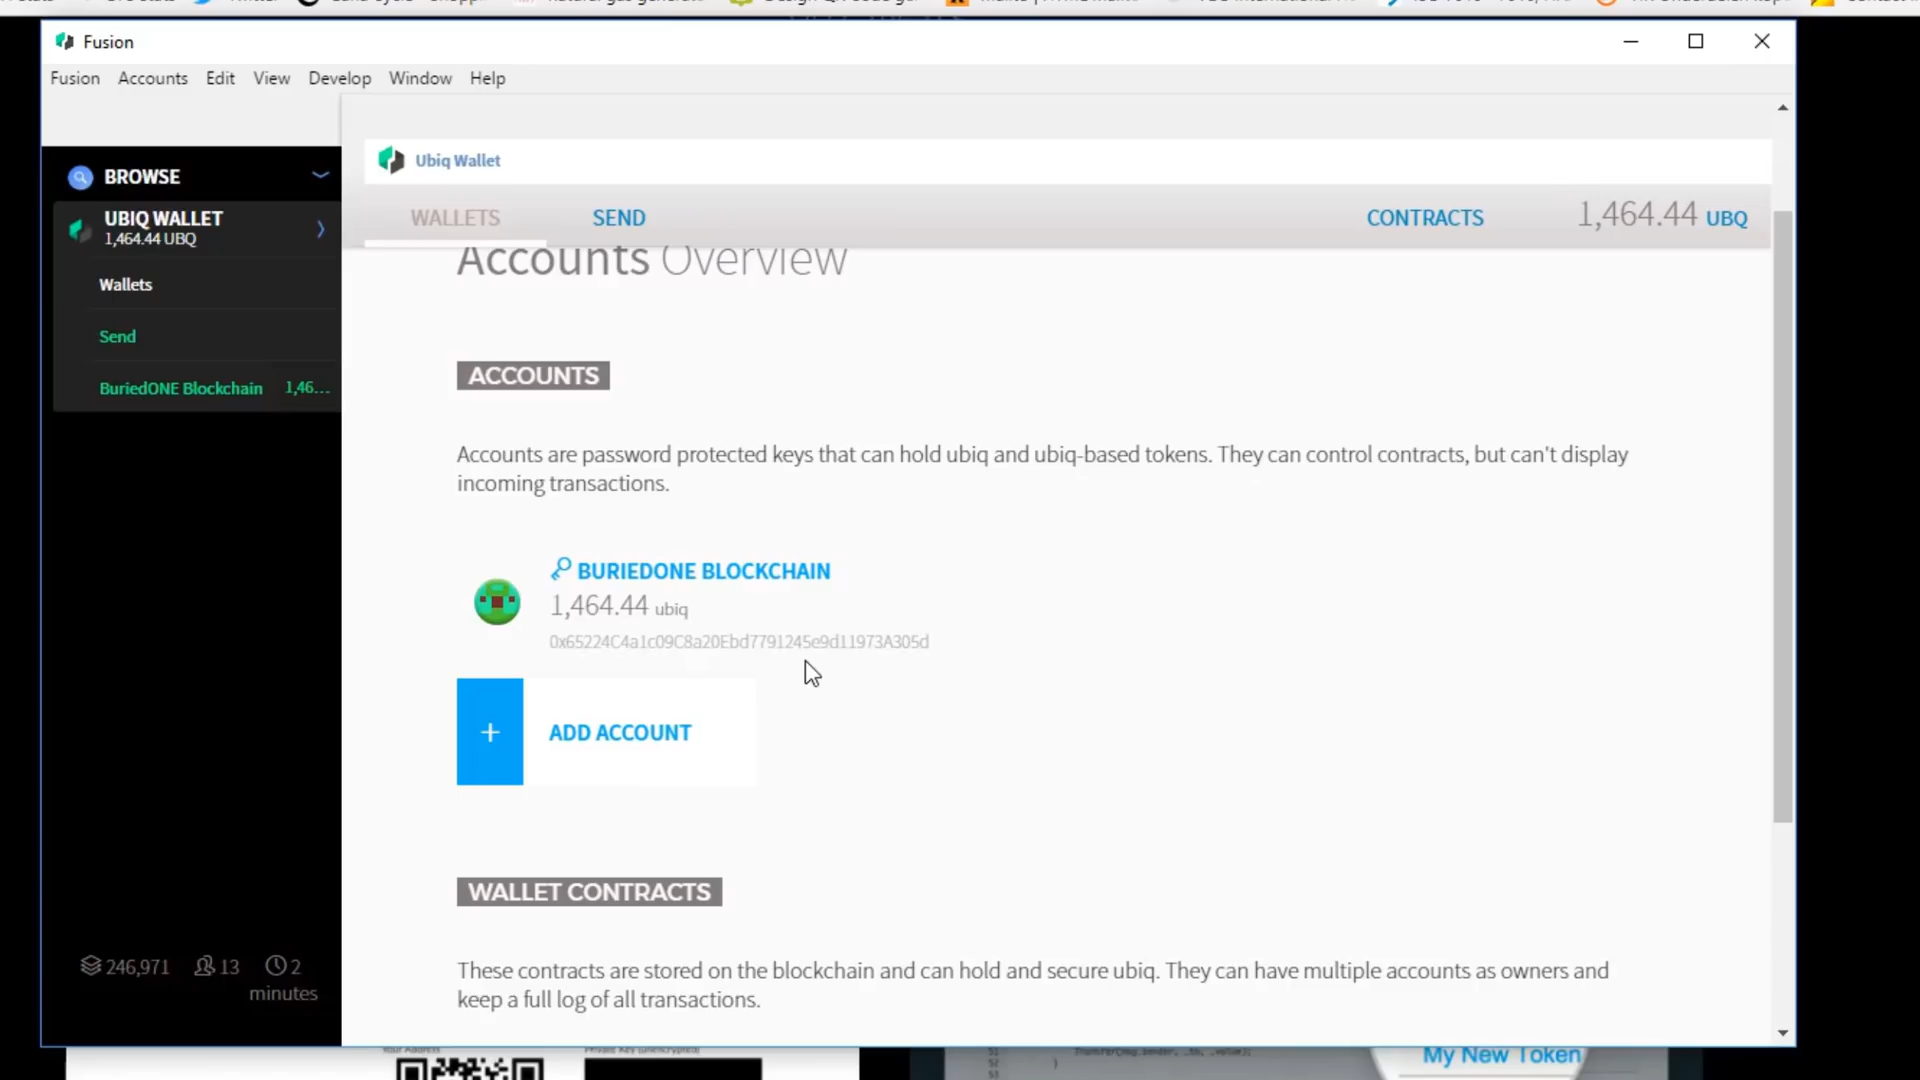 Fusion
Fusion Accounts Edit View Develop Window Help
Ubiq Wallet
BROWSE
UBIQ WALLET
1,464.44 UBQ
WALLETS SEND CONTRACTS 1,464.44 UBQ
Wallets
Send
BuriedONE Blockchain 1,46...
Accounts Overview
ACCOUNTS
Accounts are password protected keys that can hold ubiq and ubiq-based tokens. They can control contracts, but can't display
incoming transactions.
BURIEDONE BLOCKCHAIN
1,464.44 ubiq
0x65224C4a1c09C8a20Ebd7791245e9d11973A305d
+ ADD ACCOUNT
WALLET CONTRACTS
These contracts are stored on the blockchain and can hold and secure ubiq. They can have multiple accounts as owners and
keep a full log of all transactions.
246,971 13 2
minutes
51
52
53
My New Token